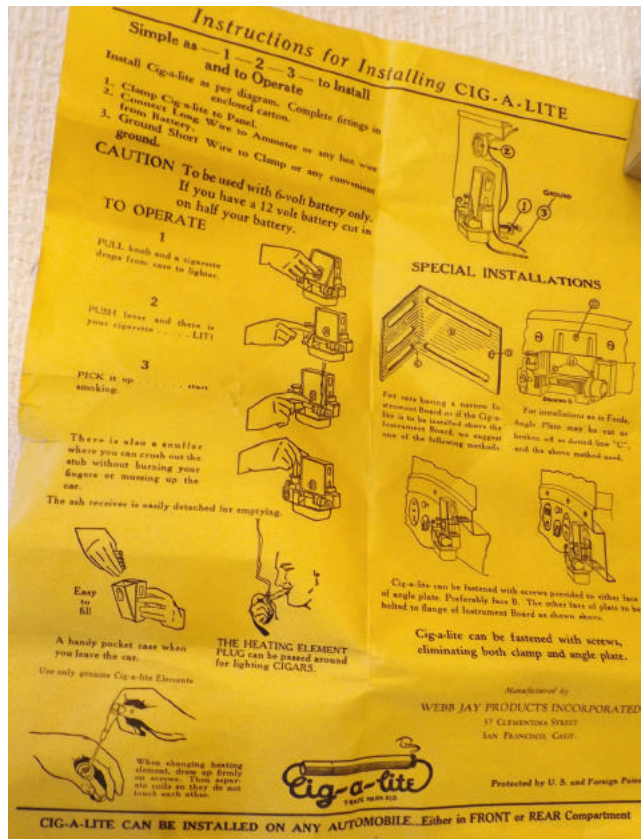 Instructions for Installing CIG-A-LITE
Simple as — 1 — 2 — 3 — to Install
and to Operate
Install Cig-a-lite as per diagram. Complete fittings in
enclosed carton.
1. Clamp Cig-a-lite to Panel.
2. Connect Long Wire to Ammeter or any hot wire
from Battery.
3. Ground Short Wire to Clamp or any convenient
ground.
CAUTION To be used with 6-volt battery only.
If you have a 12 volt battery cut in
on half your battery.
TO OPERATE
1
PULL knob and a cigarette
drops from case to lighter.
2
PUSH lever and there is
your cigarette . . . . . LIT!
3
PICK it up . . . . . . . start
smoking.
There is also a snuffer
where you can crush out the
stub without burning your
fingers or mussing up the
car.
The ash receiver is easily detached for emptying.
Easy
to
fill
A handy pocket case when
you leave the car.
THE HEATING ELEMENT
PLUG can be passed around
for lighting CIGARS.
Use only genuine Cig-a-lite Elements
When changing heating
element, draw up firmly
on screws. Then separ-
ate coils so they do not
touch each other.
2
GROUND
1
3
SPECIAL INSTALLATIONS
For cars having a narrow In-
strument Board or if the Cig-a-
lite is to be installed above the
Instrument Board, we suggest
one of the following methods.
For installations as in Fords,
Angle Plate may be cut or
broken off at dotted line "C",
and the above method used.
Cig-a-lite can be fastened with screws provided to either face
of angle plate. Preferably face B. The other face of plate to be
bolted to flange of Instrument Board as shown above.
Cig-a-lite can be fastened with screws,
eliminating both clamp and angle plate.
Manufactured by
WEBB JAY PRODUCTS INCORPORATED
57 CLEMENTINA STREET
SAN FRANCISCO, CALIF.
Cig-a-lite
TRADE MARK REG.
Protected by U. S. and Foreign Patents
CIG-A-LITE CAN BE INSTALLED ON ANY AUTOMOBILE...Either in FRONT or REAR Compartment